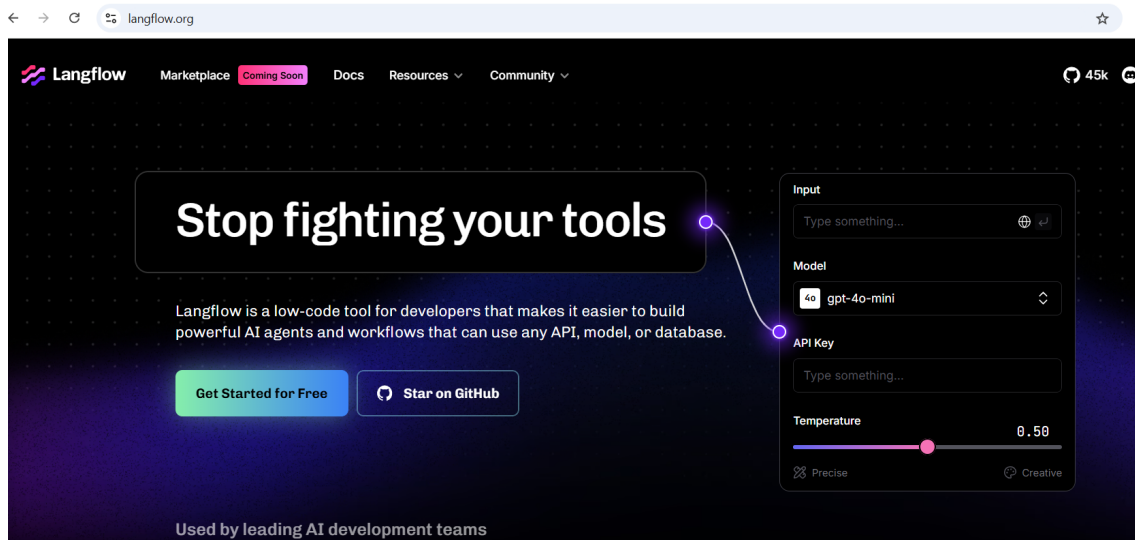 langflow.org
Langflow
Marketplace Coming Soon Docs Resources Community
45k
Stop fighting your tools
Langflow is a low-code tool for developers that makes it easier to build
powerful AI agents and workflows that can use any API, model, or database.
Get Started for Free
Star on GitHub
Input
Type something...
Model
4o gpt-4o-mini
API Key
Type something...
Temperature
0.50
Precise
Creative
Used by leading AI development teams